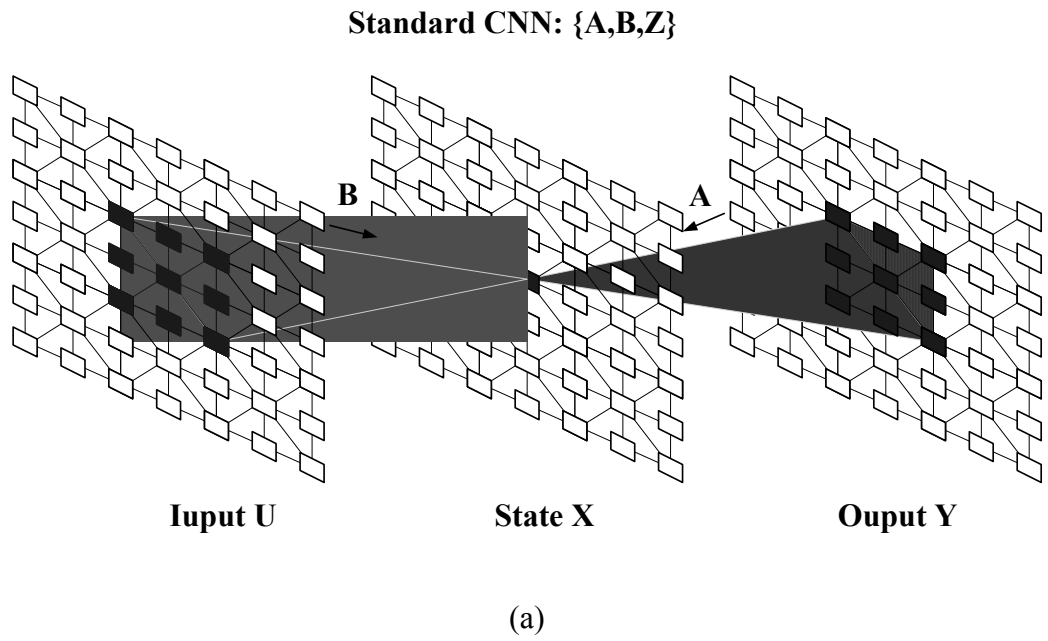 Standard CNN: {A,B,Z}
B
A
Iuput U
State X
Ouput Y
(a)